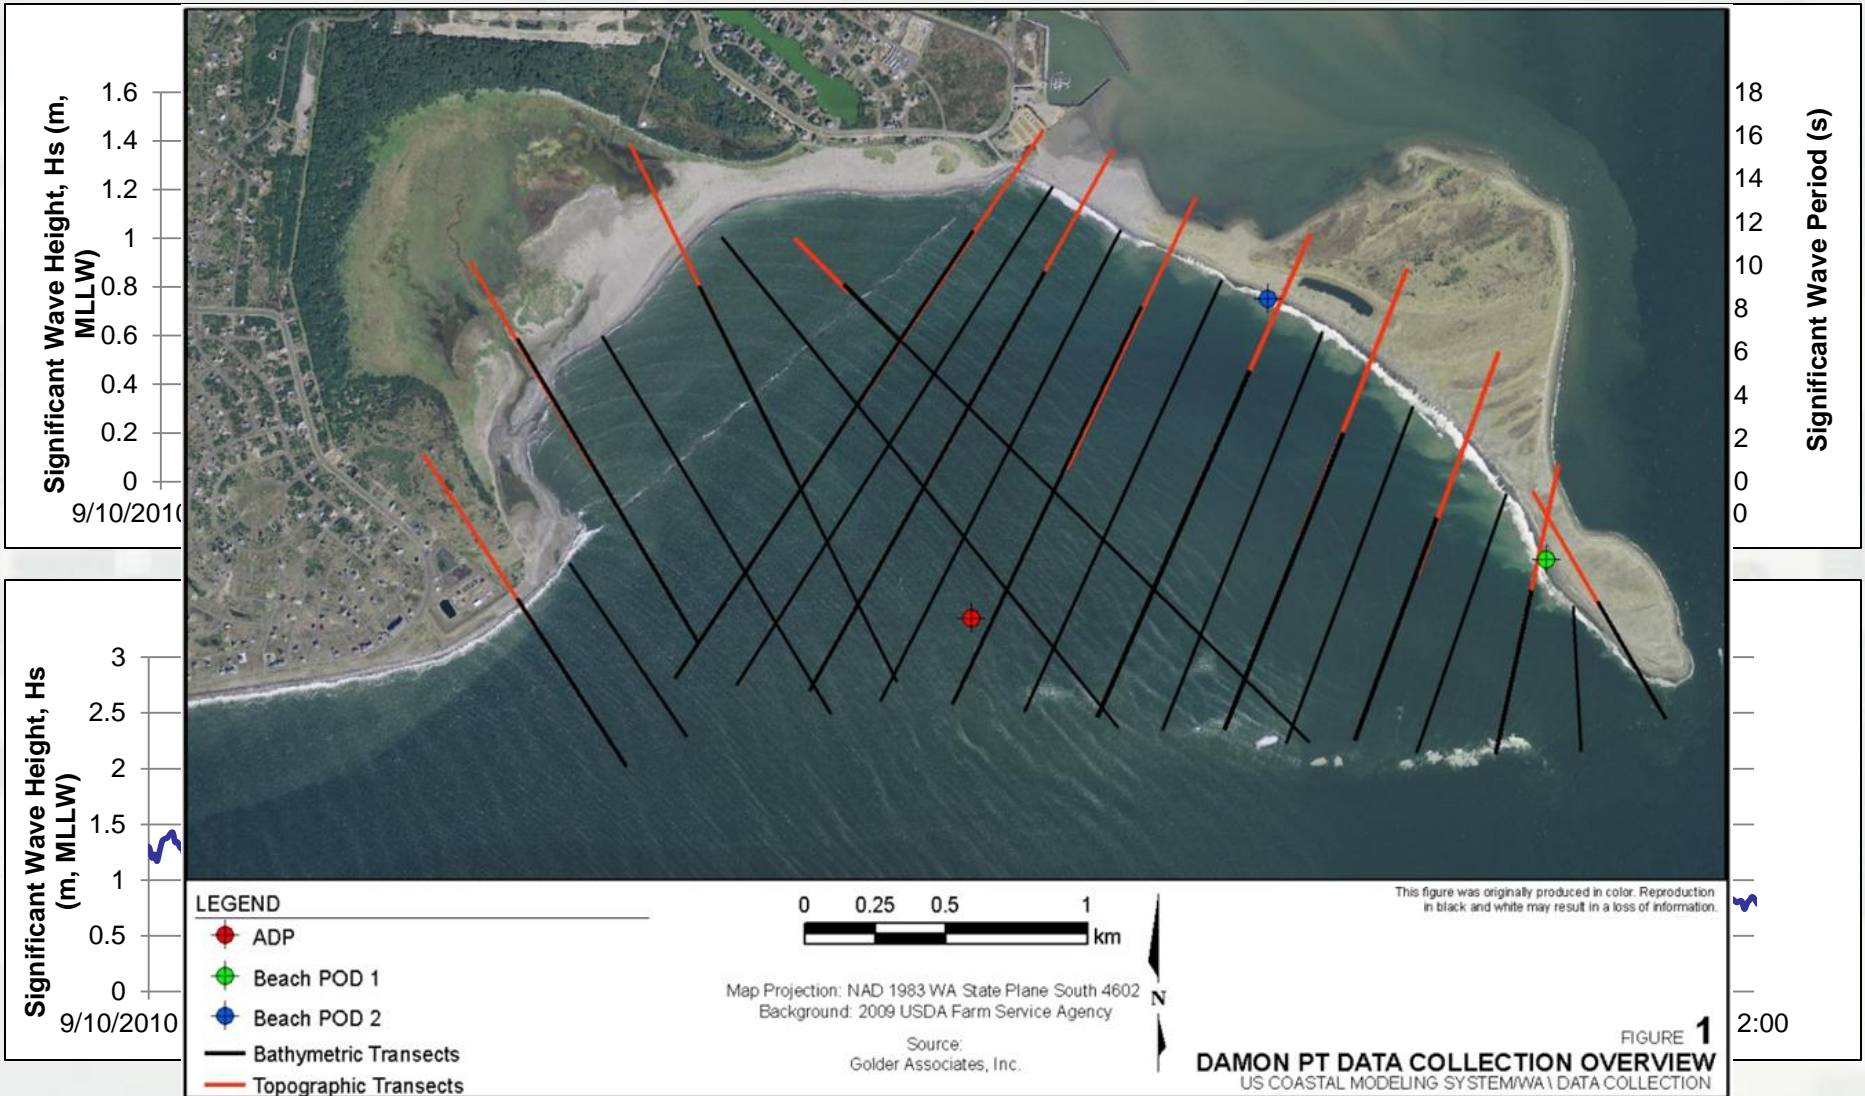 Significant Wave Height, Hs (m,
MLLW)
1.6
1.4
1.2
1
0.8
0.6
0.4
0.2
0
9/10/2010
18
16
14
12
10
8
6
4
2
0
0
Significant Wave Period (s)
Significant Wave Height, Hs
(m, MLLW)
3
2.5
2
1.5
1
0.5
0
9/10/2010
2:00
LEGEND
ADP
Beach POD 1
Beach POD 2
Bathymetric Transects
Topographic Transects
0 0.25 0.5 1
km
Map Projection: NAD 1983 WA State Plane South 4602
Background: 2009 USDA Farm Service Agency
Source:
Golder Associates, Inc.
N
This figure was originally produced in color. Reproduction
in black and white may result in a loss of information.
FIGURE 1
DAMON PT DATA COLLECTION OVERVIEW
US COASTAL MODELING SYSTEM/WA \ DATA COLLECTION